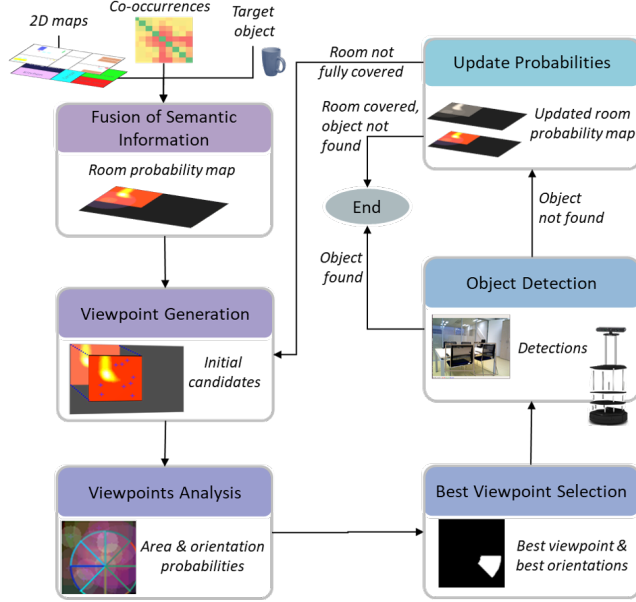 2D maps
Co-occurrences
Target
object
Fusion of Semantic
Information
Room probability map
Viewpoint Generation
Initial
candidates
Viewpoints Analysis
Area & orientation
probabilities
Best Viewpoint Selection
Best viewpoint &
best orientations
Object Detection
Detections
Object
found
Object
not found
Update Probabilities
Updated room
probability map
Room not
fully covered
Room covered,
object not
found
End